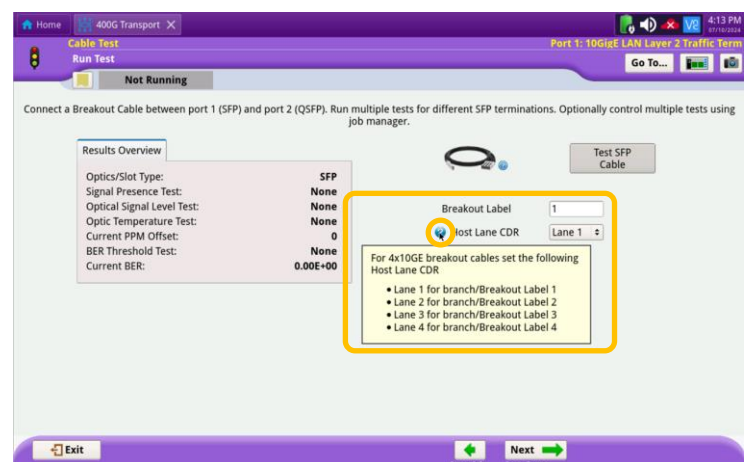 Home
400G Transport
4:13 PM
07/10/2024
Cable Test
Port 1: 10GigE LAN Layer 2 Traffic Term
Run Test
Go To...
Not Running
Connect a Breakout Cable between port 1 (SFP) and port 2 (QSFP). Run multiple tests for different SFP terminations. Optionally control multiple tests using
job manager.
Results Overview
Test SFP
Cable
Optics/Slot Type: SFP
Signal Presence Test: None
Optical Signal Level Test: None
Optic Temperature Test: None
Current PPM Offset: 0
BER Threshold Test: None
Current BER: 0.00E+00
Breakout Label 1
Host Lane CDR Lane 1
For 4x10GE breakout cables set the following
Host Lane CDR
• Lane 1 for branch/Breakout Label 1
• Lane 2 for branch/Breakout Label 2
• Lane 3 for branch/Breakout Label 3
• Lane 4 for branch/Breakout Label 4
Exit
Next